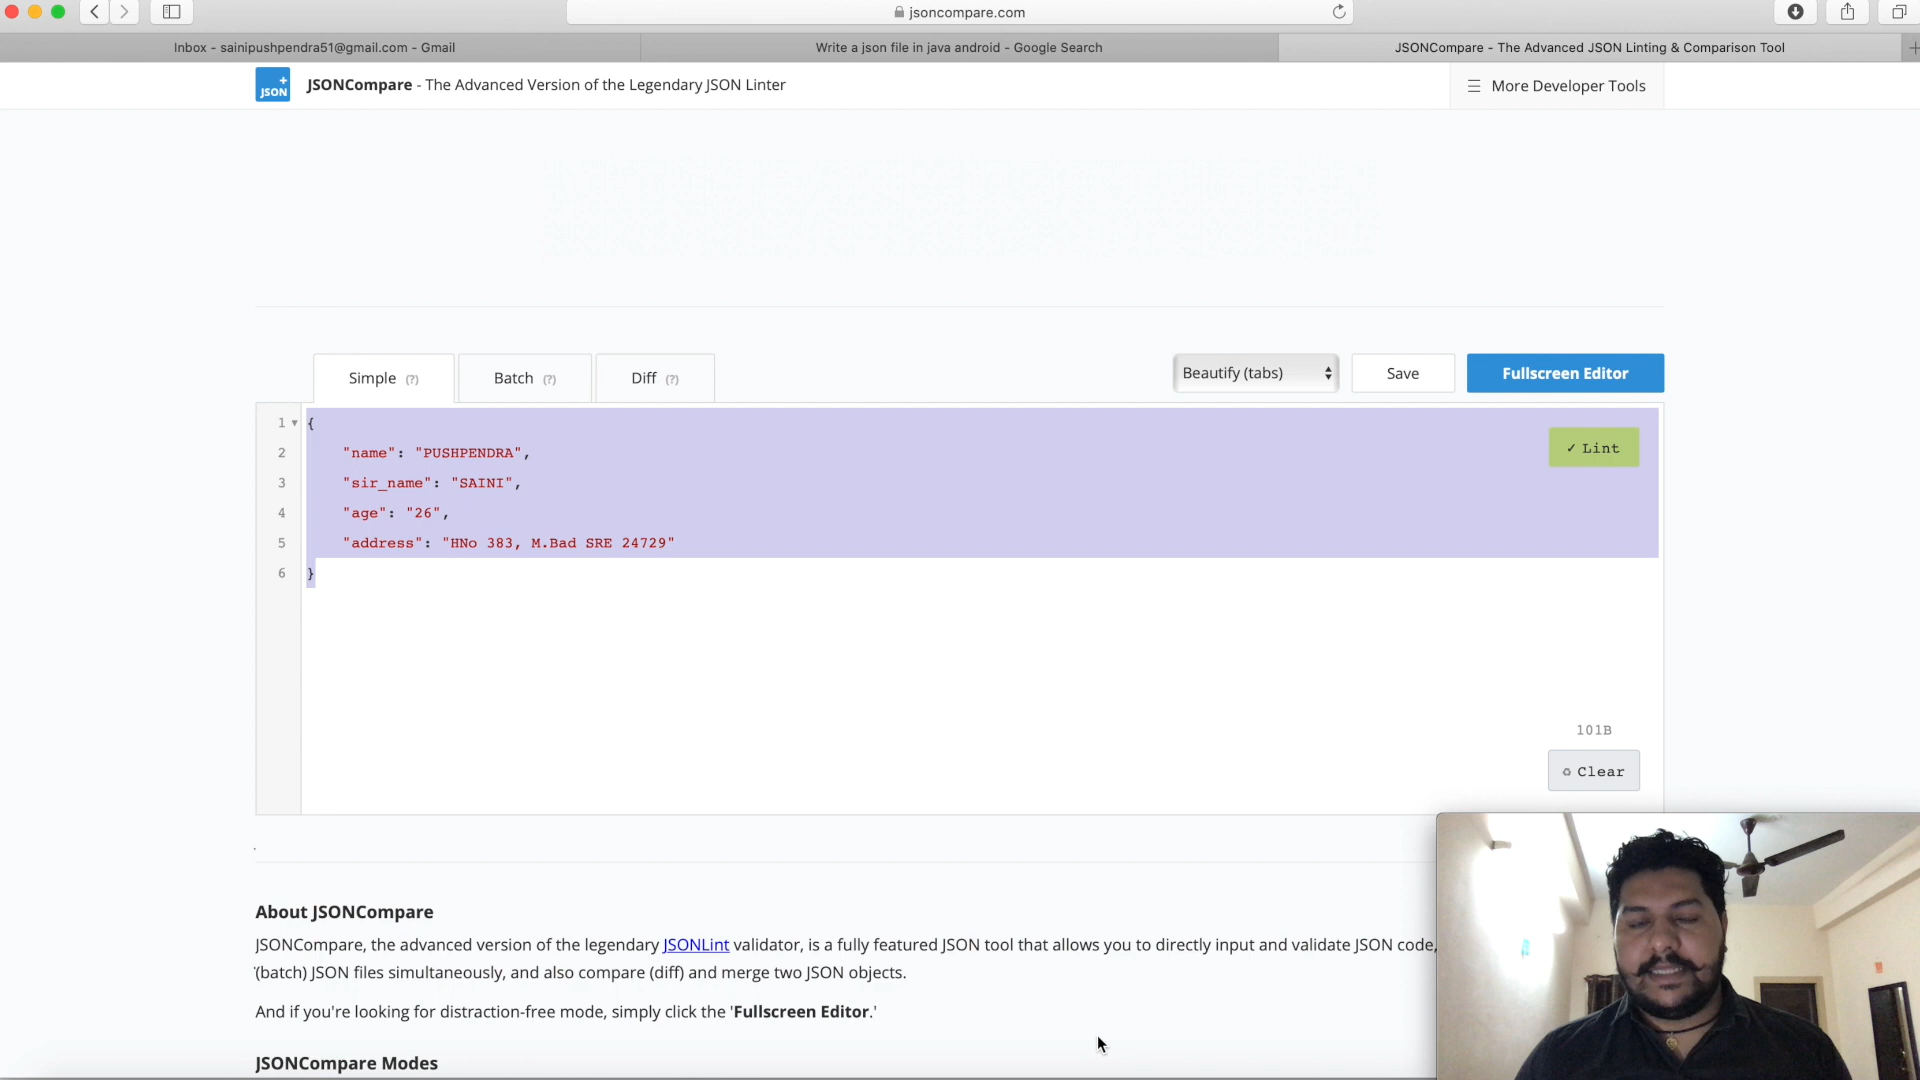 jsoncompare.com
Inbox - sainipushpendra51@gmail.com - Gmail
Write a json file in java android - Google Search
JSONCompare - The Advanced JSON Linting & Comparison Tool
JSON
JSONCompare - The Advanced Version of the Legendary JSON Linter
More Developer Tools
Simple (?)
Batch (?)
Diff (?)
Beautify (tabs)
Save
Fullscreen Editor
1 {
2 "name": "PUSHPENDRA",
3 "sir_name": "SAINI",
4 "age": "26",
5 "address": "HNo 383, M.Bad SRE 24729"
6 }
✓ Lint
101B
Clear
.
About JSONCompare
JSONCompare, the advanced version of the legendary JSONLint validator, is a fully featured JSON tool that allows you to directly input and validate JSON code,
(batch) JSON files simultaneously, and also compare (diff) and merge two JSON objects.
And if you're looking for distraction-free mode, simply click the 'Fullscreen Editor.'
JSONCompare Modes